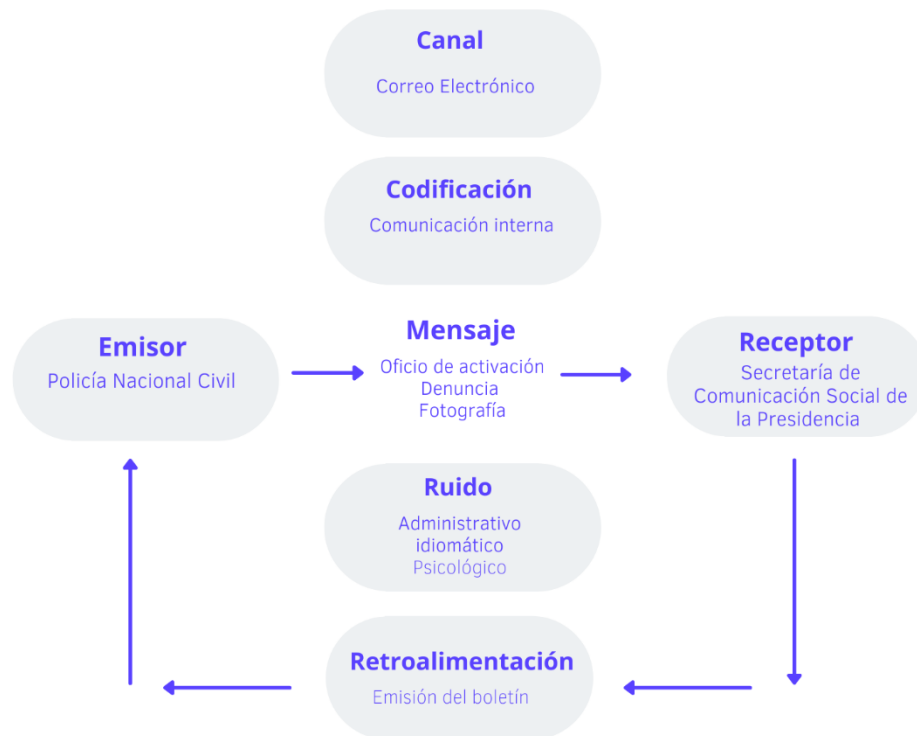 Canal
Correo Electrónico
Codificación
Comunicación interna
Emisor
Policía Nacional Civil
Mensaje
Oficio de activación
Denuncia
Fotografía
Receptor
Secretaría de
Comunicación Social de
la Presidencia
Ruido
Administrativo
idiomático
Psicológico
Retroalimentación
Emisión del boletín